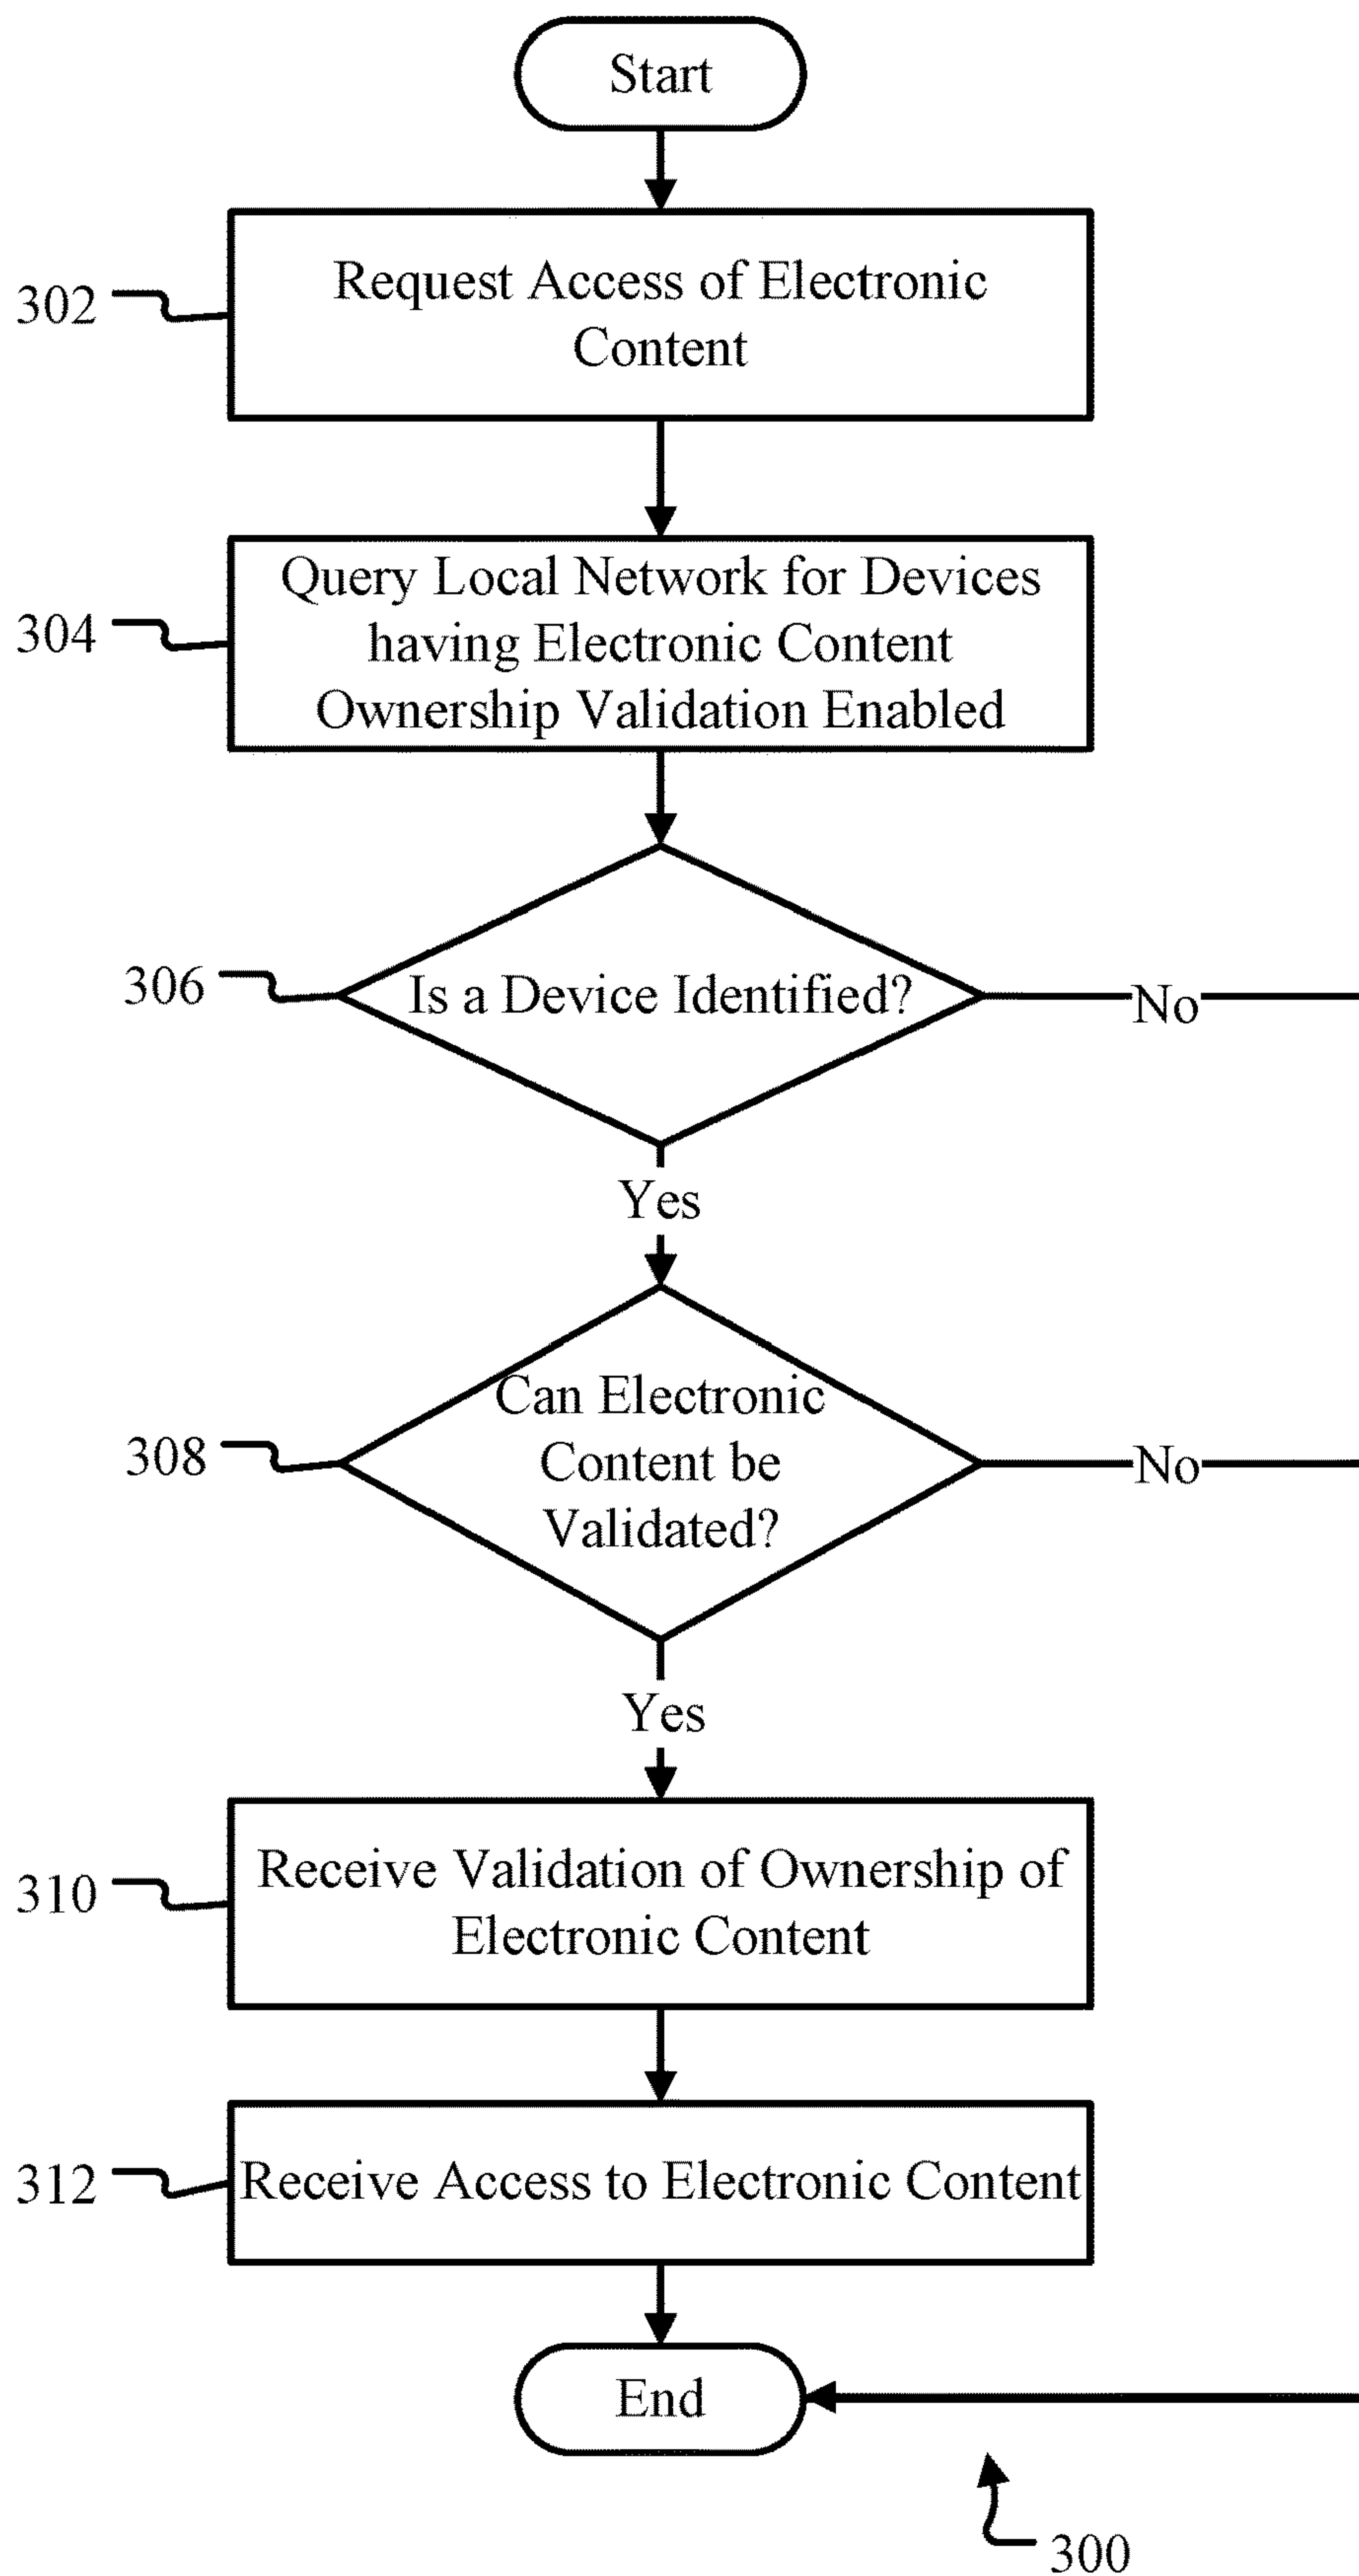 Start
302
Request Access of Electronic
Content
304
Query Local Network for Devices
having Electronic Content
Ownership Validation Enabled
306
Is a Device Identified?
No
Yes
308
Can Electronic
Content be
Validated?
No
Yes
310
Receive Validation of Ownership of
Electronic Content
312
Receive Access to Electronic Content
End
300